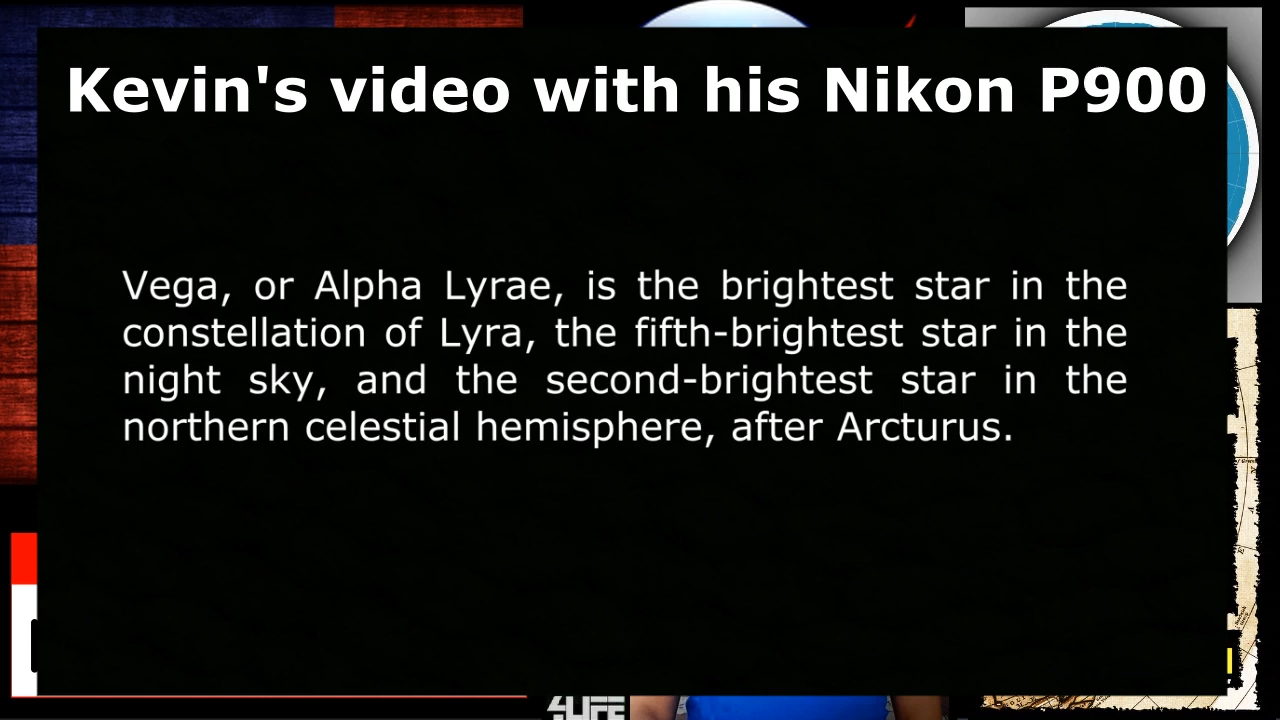 Kevin's video with his Nikon P900
Vega, or Alpha Lyrae, is the brightest star in the
constellation of Lyra, the fifth-brightest star in the
night sky, and the second-brightest star in the
northern celestial hemisphere, after Arcturus.
4LIFE